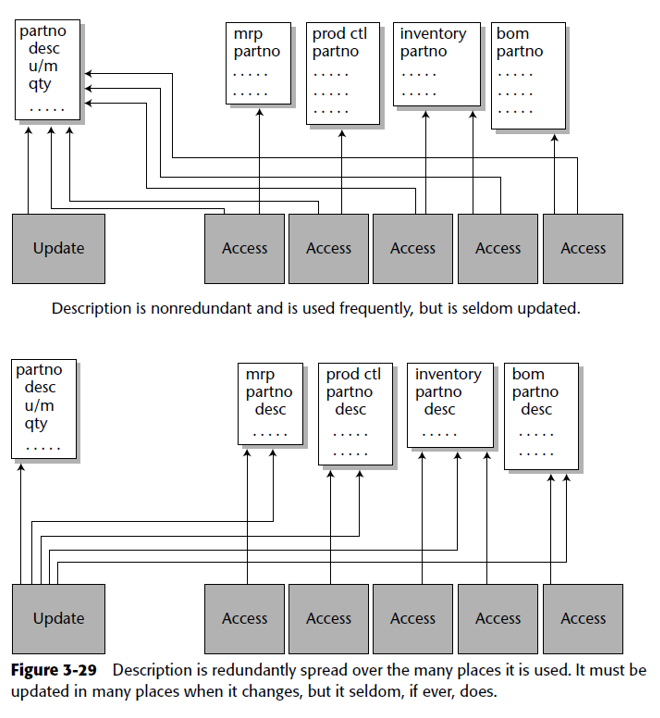 partno
desc
u/m
qty
. . . . .
mrp
partno
. . . . .
. . . . .
prod ctl
partno
. . . . .
. . . . .
. . . . .
inventory
partno
. . . . .
. . . . .
bom
partno
. . . . .
. . . . .
. . . . .
Update
Access
Access
Access
Access
Access
Description is nonredundant and is used frequently, but is seldom updated.
partno
desc
u/m
qty
. . . . .
mrp
partno
desc
. . . . .
prod ctl
partno
desc
. . . . .
. . . . .
inventory
partno
desc
. . . . .
bom
partno
desc
. . . . .
. . . . .
Update
Access
Access
Access
Access
Access
Figure 3-29 Description is redundantly spread over the many places it is used. It must be
updated in many places when it changes, but it seldom, if ever, does.